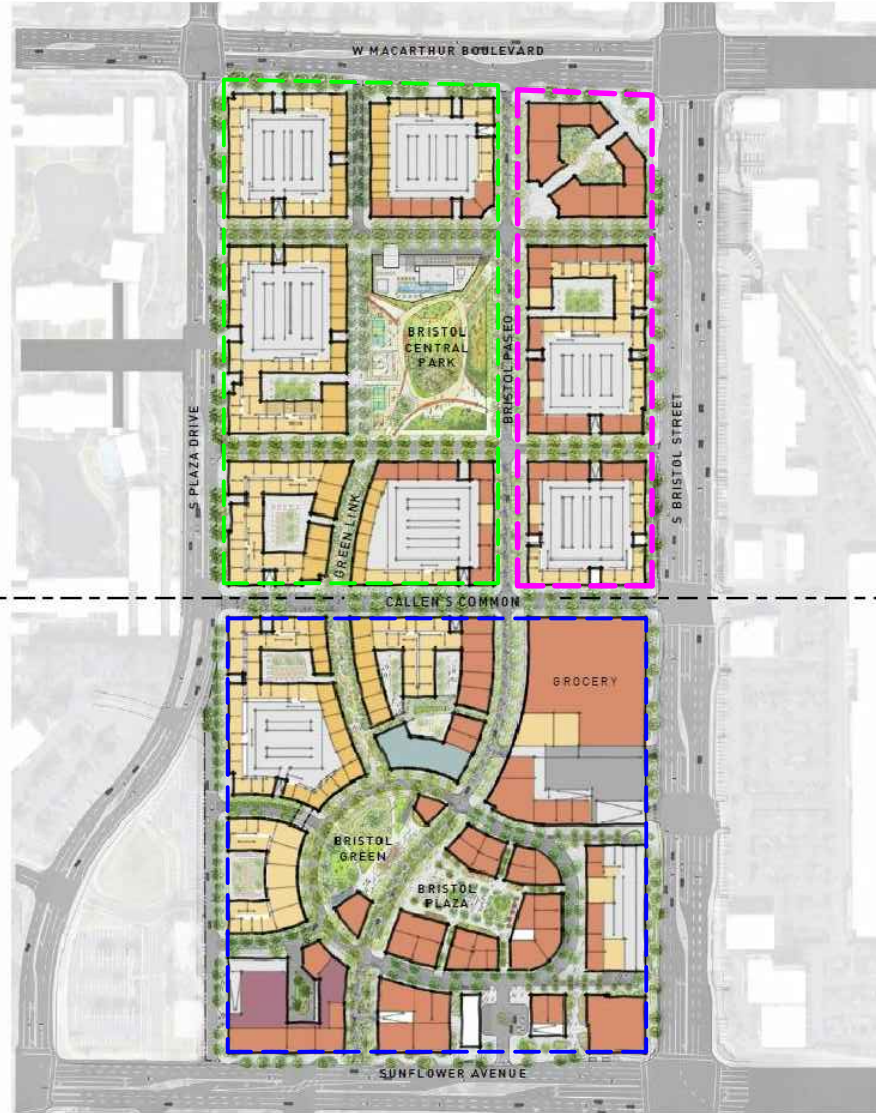 W MACARTHUR BOULEVARD
BRISTOL
CENTRAL
PARK
BRISTOL PASEO
S PLAZA DRIVE
S BRISTOL STREET
GREEN LINK
CALLEN'S COMMON
GROCERY
BRISTOL
GREEN
BRISTOL
PLAZA
SUNFLOWER AVENUE